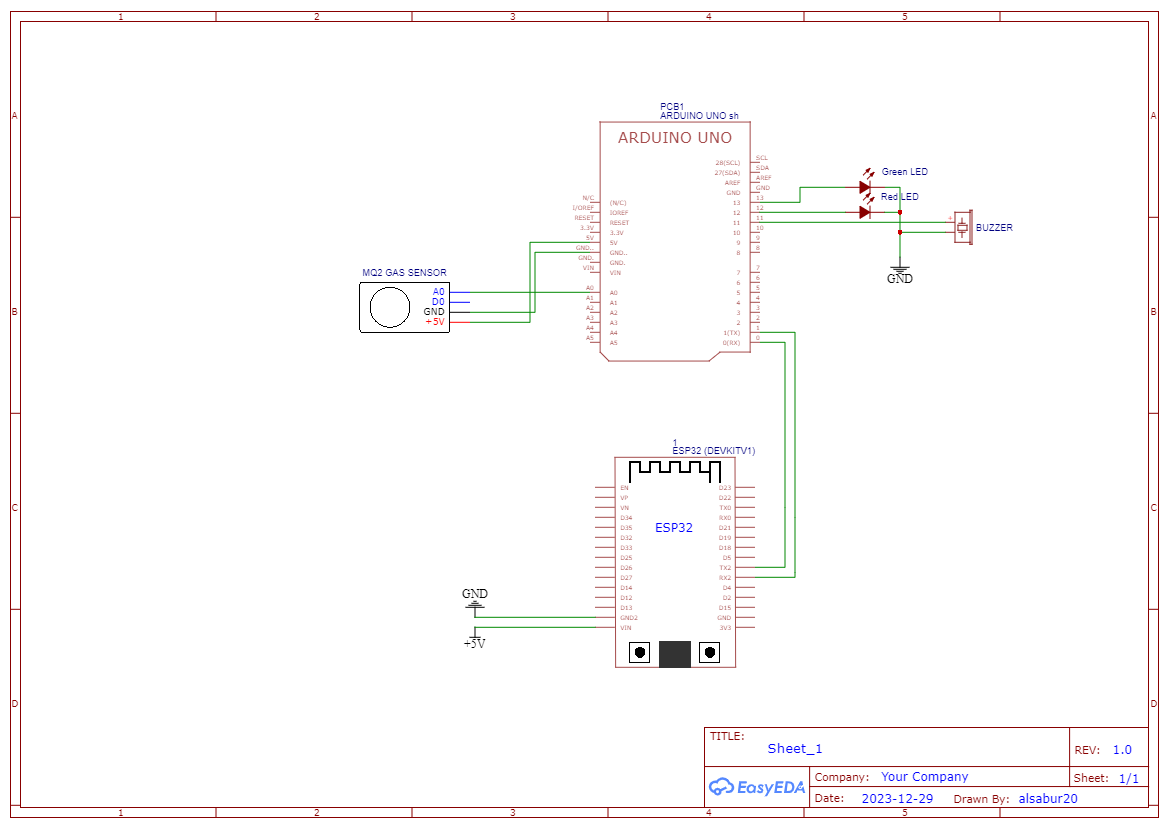 1 2 3 4 5
A A
B B
C C
D D
PCB1
ARDUINO UNO sh
ARDUINO UNO
28(SCL) SCL
27(SDA) SDA
AREF AREF
GND GND
13 13
12 12
11 11
10 10
9 9
8 8
7 7
6 6
5 5
4 4
3 3
2 2
1(TX) 1
0(RX) 0
N/C (N/C)
I/OREF IOREF
RESET RESET
3.3V 3.3V
5V 5V
GND.. GND..
GND. GND.
VIN VIN
A0 A0
A1 A1
A2 A2
A3 A3
A4 A4
A5 A5
Green LED
Red LED
+
BUZZER
GND
MQ2 GAS SENSOR
A0
D0
GND
+5V
1
ESP32 (DEVKITV1)
ESP32
EN D23
VP D22
VN TX0
D34 RX0
D35 D21
D32 D19
D33 D18
D25 D5
D26 TX2
D27 RX2
D14 D4
D12 D2
D13 D15
GND2 GND
VIN 3V3
GND
+5V
TITLE:
Sheet_1
REV: 1.0
EasyEDA
Company: Your Company
Sheet: 1/1
Date: 2023-12-29 Drawn By: alsabur20
1 2 3 4 5